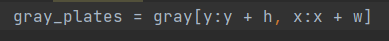 gray_plates = gray[y:y + h, x:x + w]